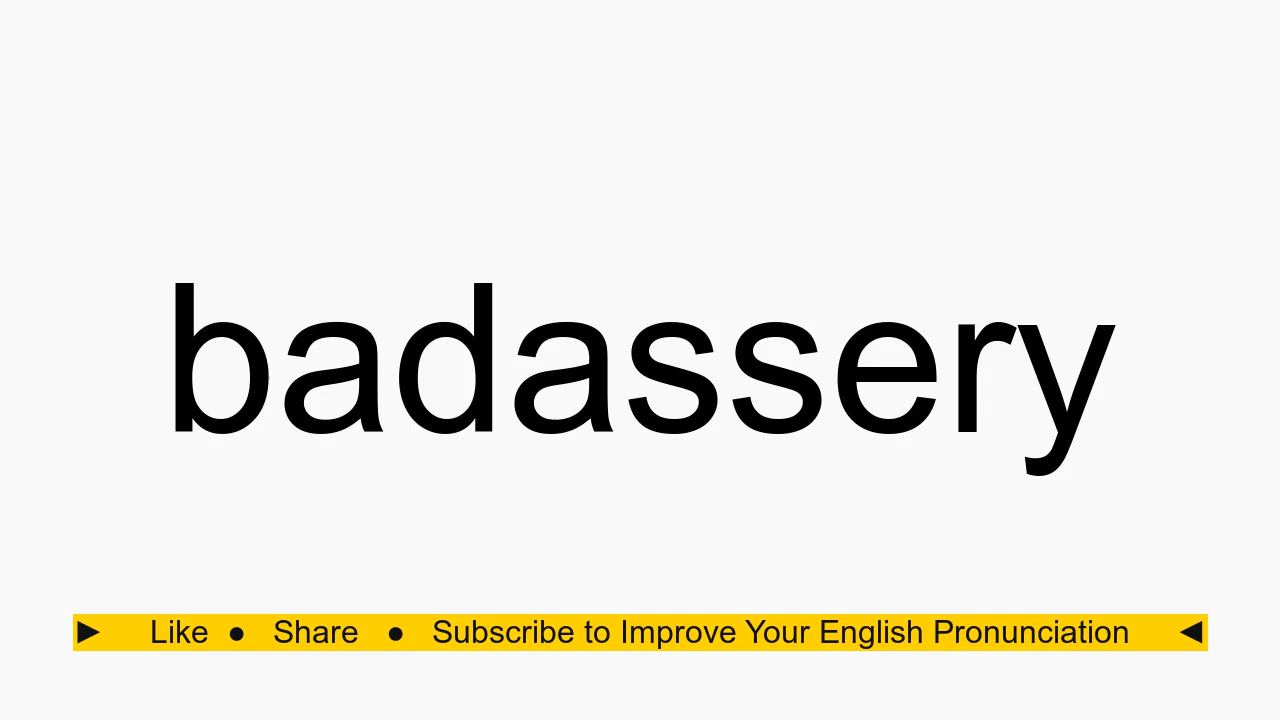 badassery
► Like ● Share ● Subscribe to Improve Your English Pronunciation ◄